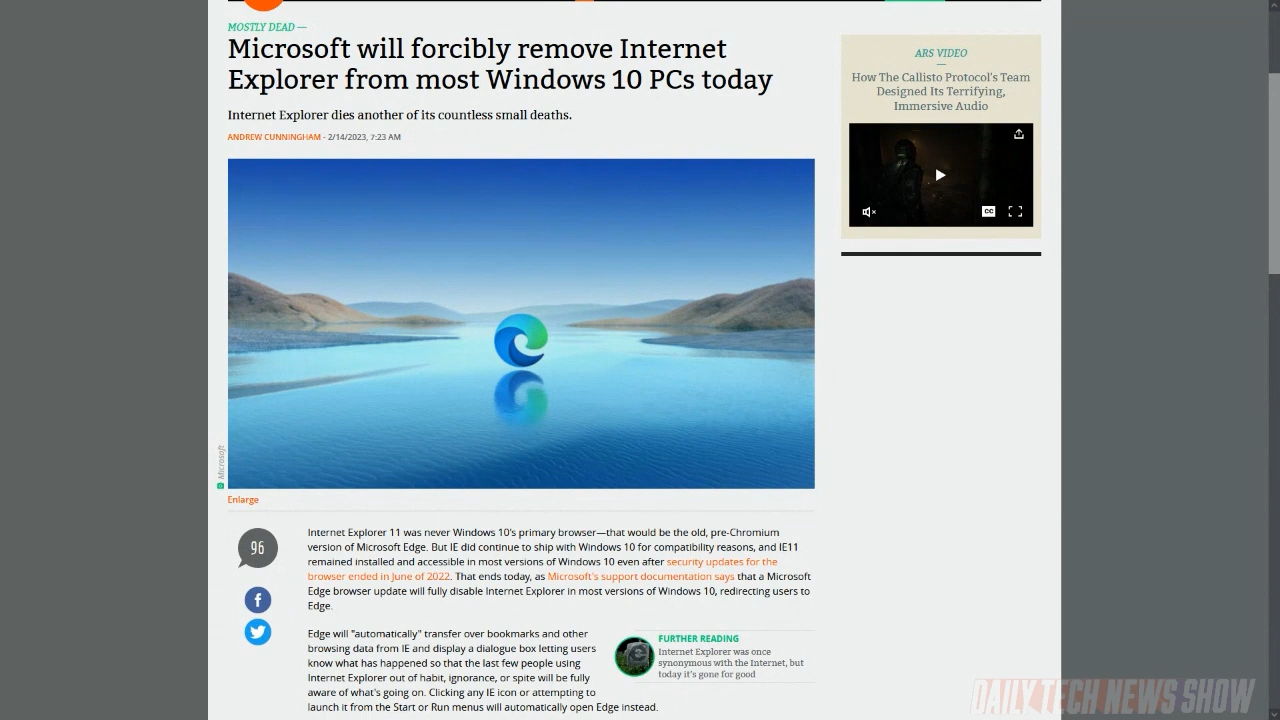 MOSTLY DEAD —
Microsoft will forcibly remove Internet
Explorer from most Windows 10 PCs today
Internet Explorer dies another of its countless small deaths.
ANDREW CUNNINGHAM - 2/14/2023, 7:23 AM
Microsoft
Enlarge
96
Internet Explorer 11 was never Windows 10's primary browser—that would be the old, pre-Chromium
version of Microsoft Edge. But IE did continue to ship with Windows 10 for compatibility reasons, and IE11
remained installed and accessible in most versions of Windows 10 even after security updates for the
browser ended in June of 2022. That ends today, as Microsoft's support documentation says that a Microsoft
Edge browser update will fully disable Internet Explorer in most versions of Windows 10, redirecting users to
Edge.
Edge will "automatically" transfer over bookmarks and other
browsing data from IE and display a dialogue box letting users
know what has happened so that the last few people using
Internet Explorer out of habit, ignorance, or spite will be fully
aware of what's going on. Clicking any IE icon or attempting to
launch it from the Start or Run menus will automatically open Edge instead.
FURTHER READING
Internet Explorer was once
synonymous with the Internet, but
today it's gone for good
ARS VIDEO
How The Callisto Protocol's Team
Designed Its Terrifying,
Immersive Audio
CC
DAILY TECH NEWS SHOW